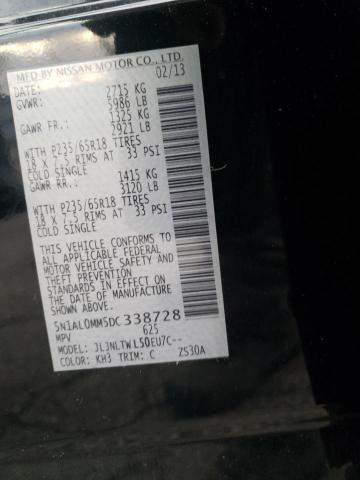 MFD BY NISSAN MOTOR CO., LTD.
DATE: 02/13
GVWR: 2715 KG
5986 LB
GAWR FR.: 1325 KG
2921 LB
WITH P235/65R18 TIRES
18 X 7.5 RIMS AT 33 PSI
COLD SINGLE
GAWR RR.: 1415 KG
3120 LB
WITH P235/65R18 TIRES
18 X 7.5 RIMS AT 33 PSI
COLD SINGLE
THIS VEHICLE CONFORMS TO
ALL APPLICABLE FEDERAL
MOTOR VEHICLE SAFETY AND
THEFT PREVENTION
STANDARDS IN EFFECT ON
THE DATE OF MANUFACTURE
SHOWN ABOVE.
5N1AL0MM5DC338728
MPV 625
MODEL: JL3NLTWL50EU7C--
COLOR: KH3 TRIM: C ZS30A